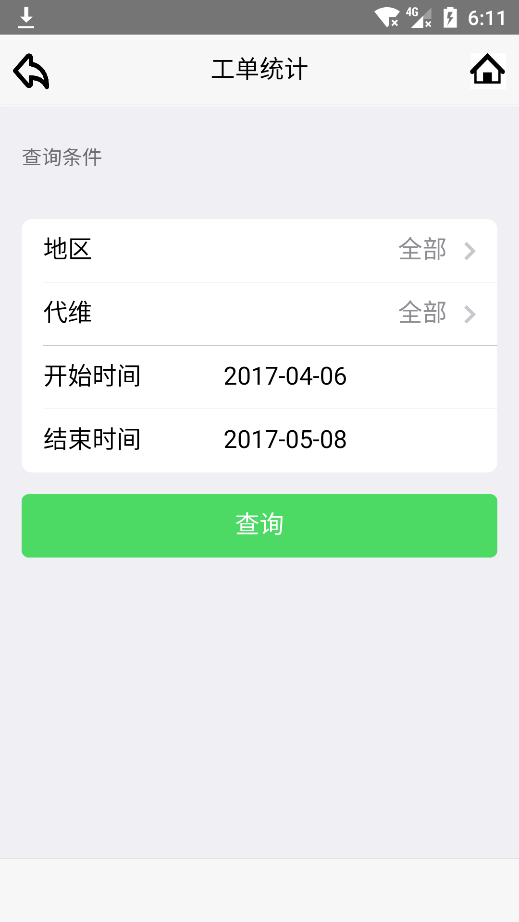 4G 6:11
工单统计
查询条件
地区 全部
代维 全部
开始时间 2017-04-06
结束时间 2017-05-08
查询